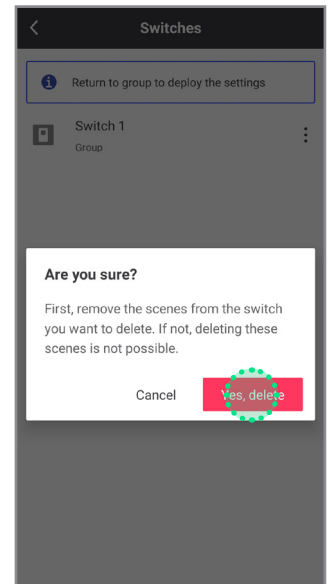 Switches
Return to group to deploy the settings
Switch 1
Group
Are you sure?
First, remove the scenes from the switch
you want to delete. If not, deleting these
scenes is not possible.
Cancel
Yes, delete